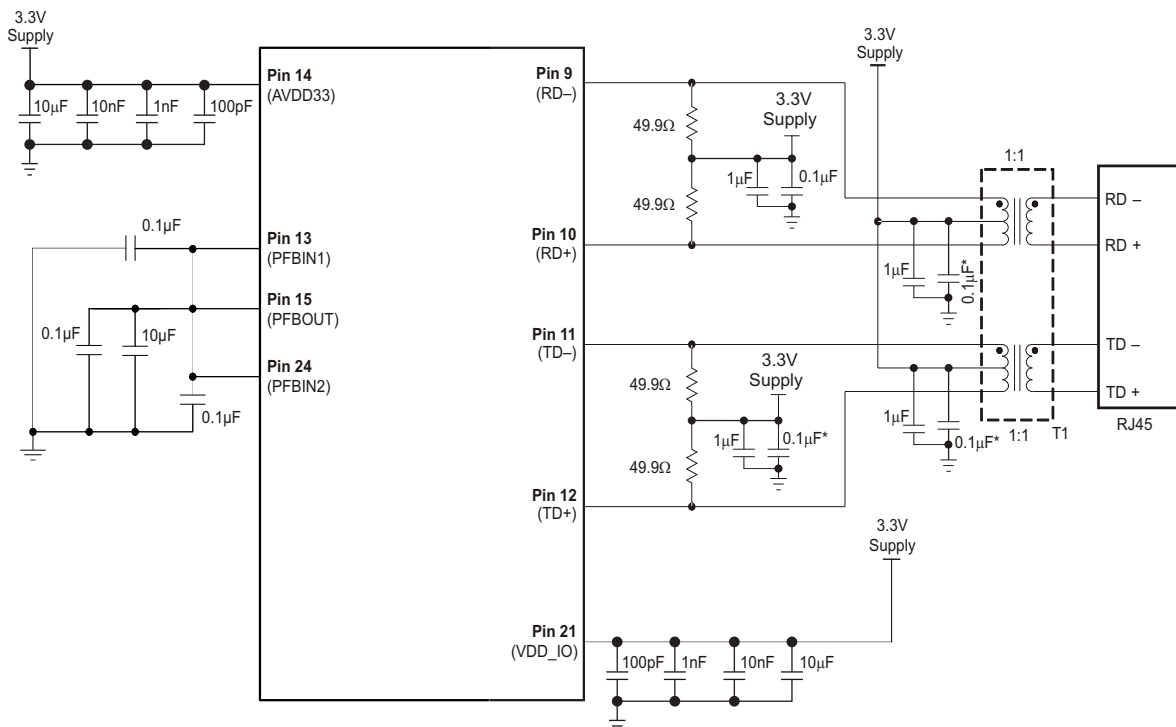 3.3V
Supply
10μF
10nF
1nF
100pF
Pin 14
(AVDD33)
0.1μF
Pin 13
(PFBIN1)
Pin 15
(PFBOUT)
0.1μF
10μF
Pin 24
(PFBIN2)
0.1μF
Pin 9
(RD–)
49.9Ω
3.3V
Supply
1μF
0.1μF
49.9Ω
Pin 10
(RD+)
Pin 11
(TD–)
49.9Ω
3.3V
Supply
1μF
0.1μF*
49.9Ω
Pin 12
(TD+)
3.3V
Supply
1:1
RD –
RD +
1μF
0.1μF*
TD –
TD +
1μF
0.1μF*
1:1
T1
RJ45
3.3V
Supply
Pin 21
(VDD_IO)
100pF
1nF
10nF
10μF